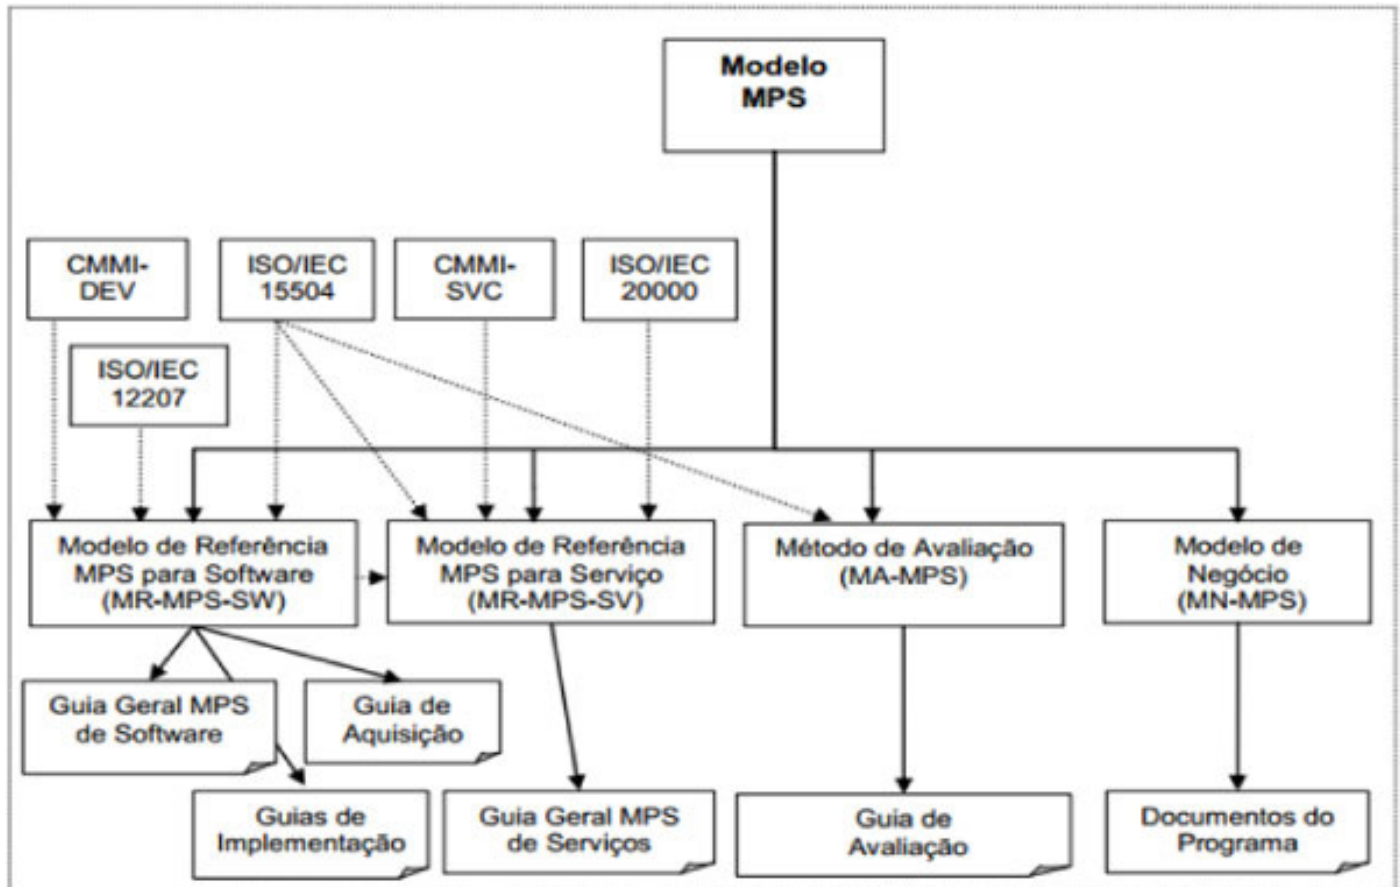 Modelo
MPS
CMMI-
DEV
ISO/IEC
15504
CMMI-
SVC
ISO/IEC
20000
ISO/IEC
12207
Modelo de Referência
MPS para Software
(MR-MPS-SW)
Modelo de Referência
MPS para Serviço
(MR-MPS-SV)
Método de Avaliação
(MA-MPS)
Modelo de
Negócio
(MN-MPS)
Guia Geral MPS
de Software
Guia de
Aquisição
Guias de
Implementação
Guia Geral MPS
de Serviços
Guia de
Avaliação
Documentos do
Programa